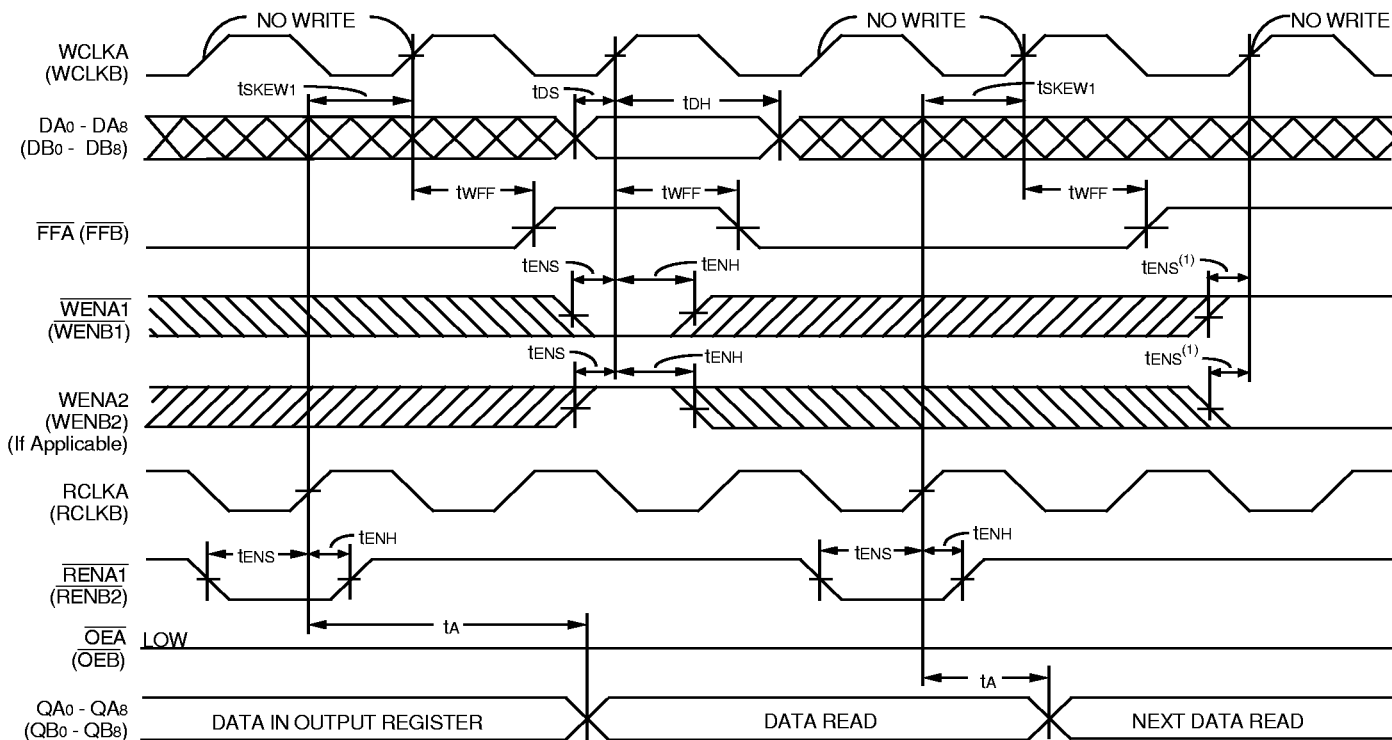 NO WRITE NO WRITE NO WRITE
WCLKA
(WCLKB)
tSKEW1 tDS tDH tSKEW1
DA0 - DA8
(DB0 - DB8)
tWFF tWFF tWFF
FFA (FFB)
tENS tENH tENS(1)
WENA1
(WENB1)
tENS tENH tENS(1)
WENA2
(WENB2)
(If Applicable)
RCLKA
(RCLKB)
tENS tENH tENS tENH
RENA1
(RENB2)
tA
OEA LOW
(OEB)
tA
QA0 - QA8
(QB0 - QB8)
DATA IN OUTPUT REGISTER DATA READ NEXT DATA READ